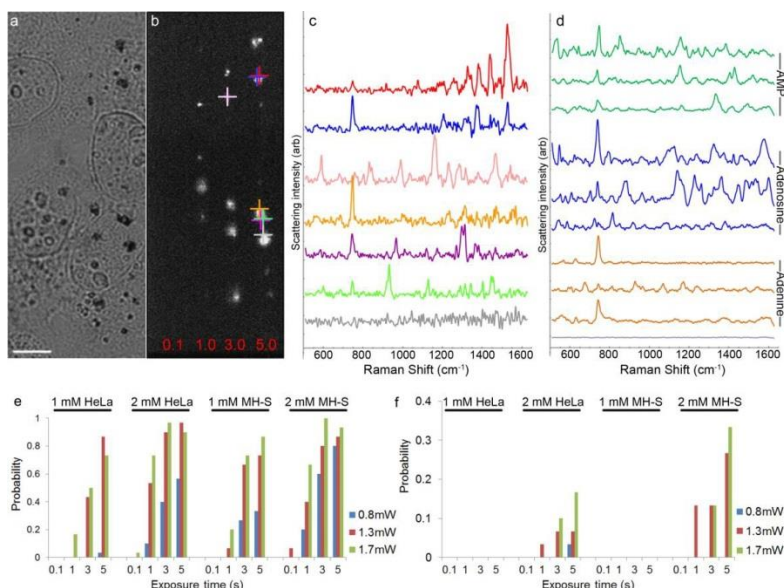 a
b
0.1 1.0 3.0 5.0
c
Scattering intensity (arb)
600 800 1000 1200 1400 1600
Raman Shift (cm⁻¹)
d
Scattering intensity (arb)
AMP
Adenosine
Adenine
600 800 1000 1200 1400 1600
Raman Shift (cm⁻¹)
e
1 mM HeLa 2 mM HeLa 1 mM MH-S 2 mM MH-S
Probability
1
0.8
0.6
0.4
0.2
0
0.8mW
1.3mW
1.7mW
0.1 1 3 5 0.1 1 3 5 0.1 1 3 5 0.1 1 3 5
Exposure time (s)
f
1 mM HeLa 2 mM HeLa 1 mM MH-S 2 mM MH-S
Probability
0.4
0.3
0.2
0.1
0
0.8mW
1.3mW
1.7mW
0.1 1 3 5 0.1 1 3 5 0.1 1 3 5 0.1 1 3 5
Exposure time (s)